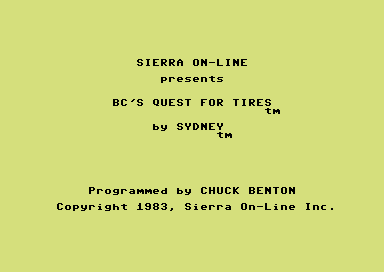 SIERRA ON-LINE
presents
BC'S QUEST FOR TIRES
tm
by SYDNEY
tm
Programmed by CHUCK BENTON
Copyright 1983, Sierra On-Line Inc.